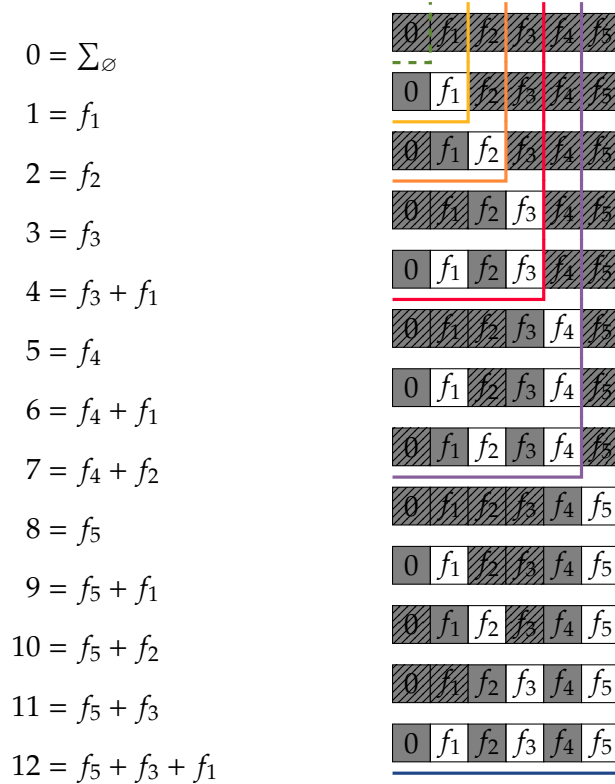 0 f₁ f₂ f₃ f₄ f₅
0 = ∑∅
0 f₁ f₂ f₃ f₄ f₅
1 = f₁
0 f₁ f₂ f₃ f₄ f₅
2 = f₂
0 f₁ f₂ f₃ f₄ f₅
3 = f₃
0 f₁ f₂ f₃ f₄ f₅
4 = f₃ + f₁
0 f₁ f₂ f₃ f₄ f₅
5 = f₄
0 f₁ f₂ f₃ f₄ f₅
6 = f₄ + f₁
0 f₁ f₂ f₃ f₄ f₅
7 = f₄ + f₂
0 f₁ f₂ f₃ f₄ f₅
8 = f₅
0 f₁ f₂ f₃ f₄ f₅
9 = f₅ + f₁
0 f₁ f₂ f₃ f₄ f₅
10 = f₅ + f₂
0 f₁ f₂ f₃ f₄ f₅
11 = f₅ + f₃
0 f₁ f₂ f₃ f₄ f₅
12 = f₅ + f₃ + f₁